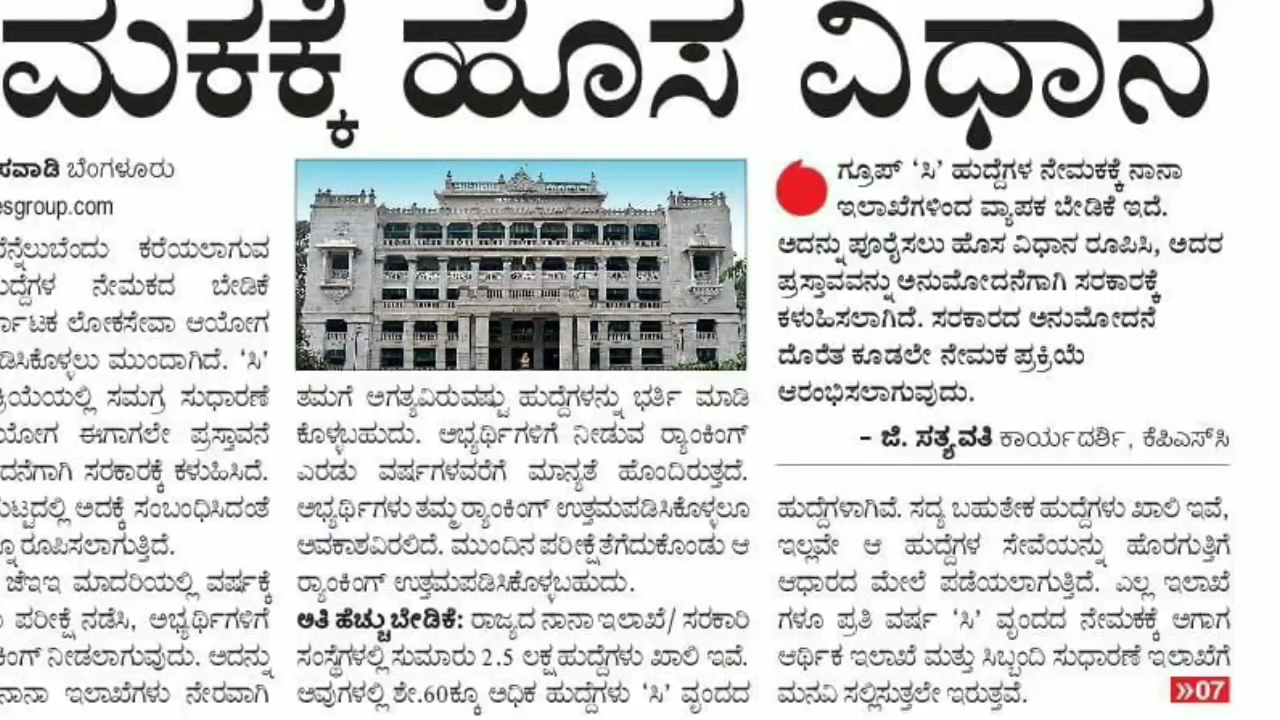 ಮಕಕ್ಕೆ ಹೊಸ ವಿಧಾನ
ಸವಾಡಿ ಬೆಂಗಳೂರು
esgroup.com
ನ್ನೆಲುಬೆಂದು ಕರೆಯಲಾಗುವ
ುದ್ದೆಗಳ ನೇಮಕದ ಬೇಡಿಕೆ
ರ್ನಾಟಕ ಲೋಕಸೇವಾ ಆಯೋಗ
ಡಿಸಿಕೊಳ್ಳಲು ಮುಂದಾಗಿದೆ. ‘ಸಿ’
ಕ್ರಿಯೆಯಲ್ಲಿ ಸಮಗ್ರ ಸುಧಾರಣೆ
ಯೋಗ ಈಗಾಗಲೇ ಪ್ರಸ್ತಾವನೆ
ದನೆಗಾಗಿ ಸರಕಾರಕ್ಕೆ ಕಳುಹಿಸಿದೆ.
ಮಟ್ಟದಲ್ಲಿ ಅದಕ್ಕೆ ಸಂಬಂಧಿಸಿದಂತೆ
ರೂಪಿಸಲಾಗುತ್ತಿದೆ.
ಜೆಇಇ ಮಾದರಿಯಲ್ಲಿ ವರ್ಷಕ್ಕೆ
ಪರೀಕ್ಷೆ ನಡೆಸಿ, ಅಭ್ಯರ್ಥಿಗಳಿಗೆ
ಕಿಂಗ್ ನೀಡಲಾಗುವುದು. ಅದನ್ನು
ನಾನಾ ಇಲಾಖೆಗಳು ನೇರವಾಗಿ
ತಮಗೆ ಅಗತ್ಯವಿರುವಷ್ಟು ಹುದ್ದೆಗಳನ್ನು ಭರ್ತಿ ಮಾಡಿ
ಕೊಳ್ಳಬಹುದು. ಅಭ್ಯರ್ಥಿಗಳಿಗೆ ನೀಡುವ ರ‍್ಯಾಂಕಿಂಗ್
ಎರಡು ವರ್ಷಗಳವರೆಗೆ ಮಾನ್ಯತೆ ಹೊಂದಿರುತ್ತದೆ.
ಅಭ್ಯರ್ಥಿಗಳು ತಮ್ಮ ರ‍್ಯಾಂಕಿಂಗ್ ಉತ್ತಮಪಡಿಸಿಕೊಳ್ಳಲೂ
ಅವಕಾಶವಿರಲಿದೆ. ಮುಂದಿನ ಪರೀಕ್ಷೆ ತೆಗೆದುಕೊಂಡು ಆ
ರ‍್ಯಾಂಕಿಂಗ್ ಉತ್ತಮಪಡಿಸಿಕೊಳ್ಳಬಹುದು.
ಅತಿ ಹೆಚ್ಚು ಬೇಡಿಕೆ: ರಾಜ್ಯದ ನಾನಾ ಇಲಾಖೆ/ ಸರಕಾರಿ
ಸಂಸ್ಥೆಗಳಲ್ಲಿ ಸುಮಾರು 2.5 ಲಕ್ಷ ಹುದ್ದೆಗಳು ಖಾಲಿ ಇವೆ.
ಅವುಗಳಲ್ಲಿ ಶೇ.60ಕ್ಕೂ ಅಧಿಕ ಹುದ್ದೆಗಳು ‘ಸಿ’ ವೃಂದದ
ಗ್ರೂಪ್ ‘ಸಿ’ ಹುದ್ದೆಗಳ ನೇಮಕಕ್ಕೆ ನಾನಾ
ಇಲಾಖೆಗಳಿಂದ ವ್ಯಾಪಕ ಬೇಡಿಕೆ ಇದೆ.
ಅದನ್ನು ಪೂರೈಸಲು ಹೊಸ ವಿಧಾನ ರೂಪಿಸಿ, ಅದರ
ಪ್ರಸ್ತಾವವನ್ನು ಅನುಮೋದನೆಗಾಗಿ ಸರಕಾರಕ್ಕೆ
ಕಳುಹಿಸಲಾಗಿದೆ. ಸರಕಾರದ ಅನುಮೋದನೆ
ದೊರೆತ ಕೂಡಲೇ ನೇಮಕ ಪ್ರಕ್ರಿಯೆ
ಆರಂಭಿಸಲಾಗುವುದು.
– ಜಿ. ಸತ್ಯವತಿ ಕಾರ್ಯದರ್ಶಿ, ಕೆಪಿಎಸ್‌ಸಿ
ಹುದ್ದೆಗಳಾಗಿವೆ. ಸದ್ಯ ಬಹುತೇಕ ಹುದ್ದೆಗಳು ಖಾಲಿ ಇವೆ,
ಇಲ್ಲವೇ ಆ ಹುದ್ದೆಗಳ ಸೇವೆಯನ್ನು ಹೊರಗುತ್ತಿಗೆ
ಆಧಾರದ ಮೇಲೆ ಪಡೆಯಲಾಗುತ್ತಿದೆ. ಎಲ್ಲ ಇಲಾಖೆ
ಗಳೂ ಪ್ರತಿ ವರ್ಷ ‘ಸಿ’ ವೃಂದದ ನೇಮಕಕ್ಕೆ ಆಗಾಗ
ಆರ್ಥಿಕ ಇಲಾಖೆ ಮತ್ತು ಸಿಬ್ಬಂದಿ ಸುಧಾರಣೆ ಇಲಾಖೆಗೆ
ಮನವಿ ಸಲ್ಲಿಸುತ್ತಲೇ ಇರುತ್ತವೆ.
»07